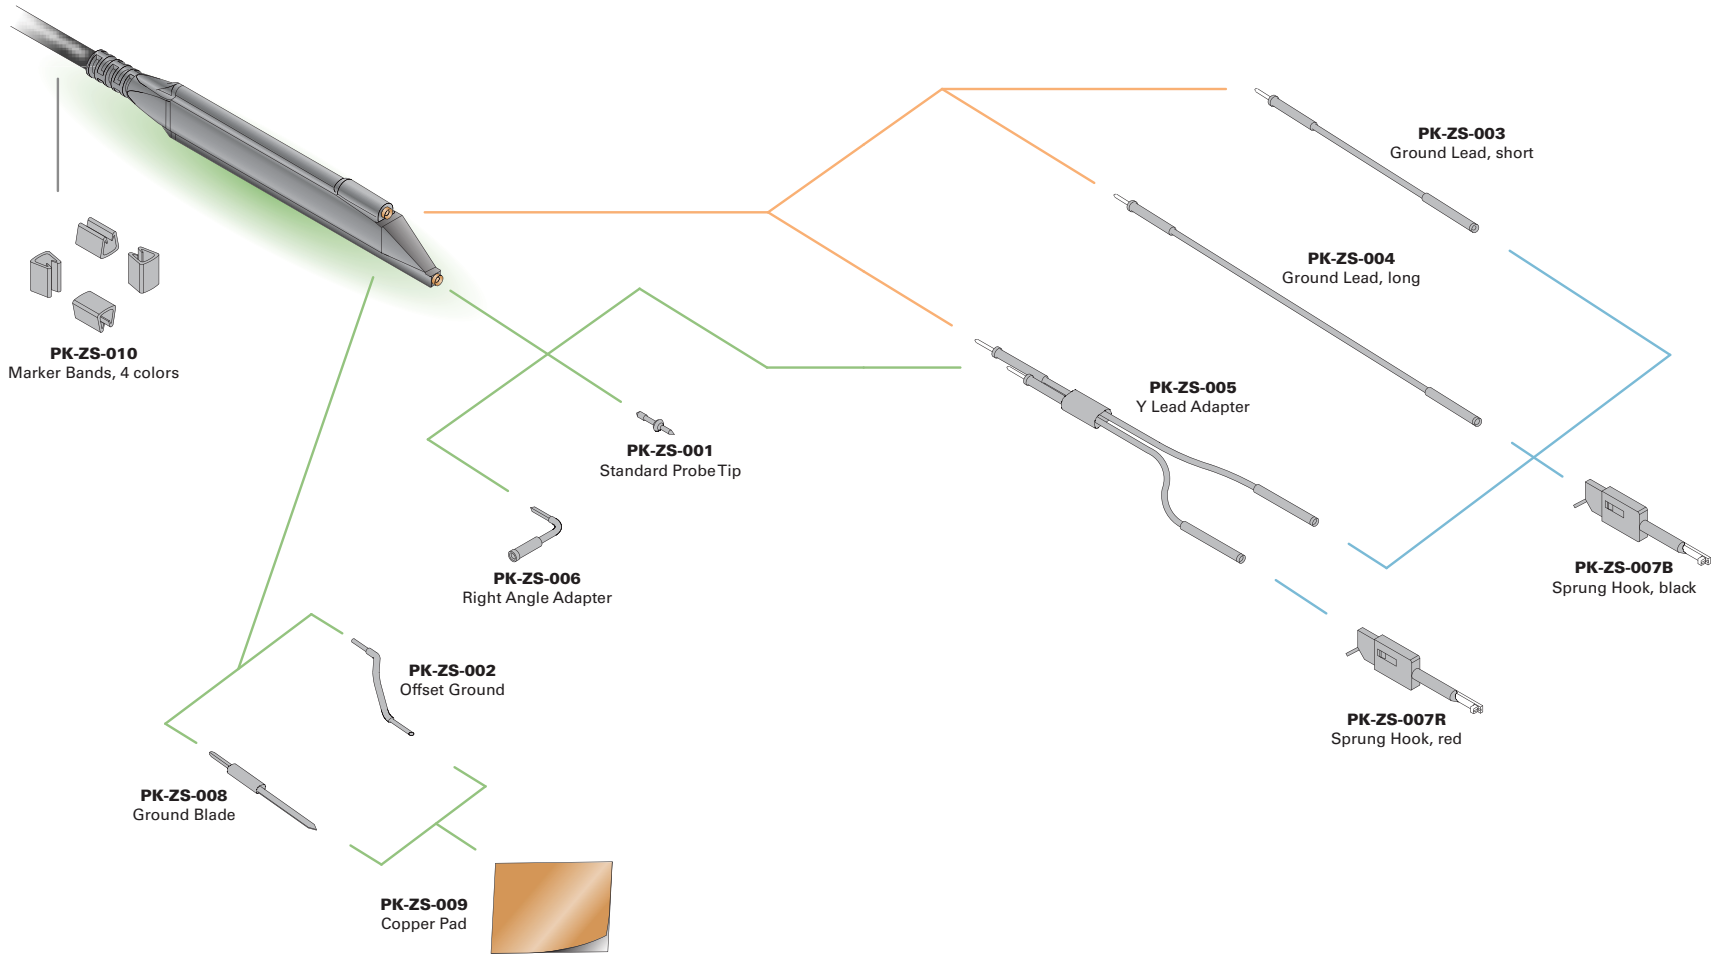 PK-ZS-003
Ground Lead, short
PK-ZS-004
Ground Lead, long
PK-ZS-010
Marker Bands, 4 colors
PK-ZS-005
Y Lead Adapter
PK-ZS-001
Standard Probe Tip
PK-ZS-006
Right Angle Adapter
PK-ZS-007B
Sprung Hook, black
PK-ZS-002
Offset Ground
PK-ZS-007R
Sprung Hook, red
PK-ZS-008
Ground Blade
PK-ZS-009
Copper Pad